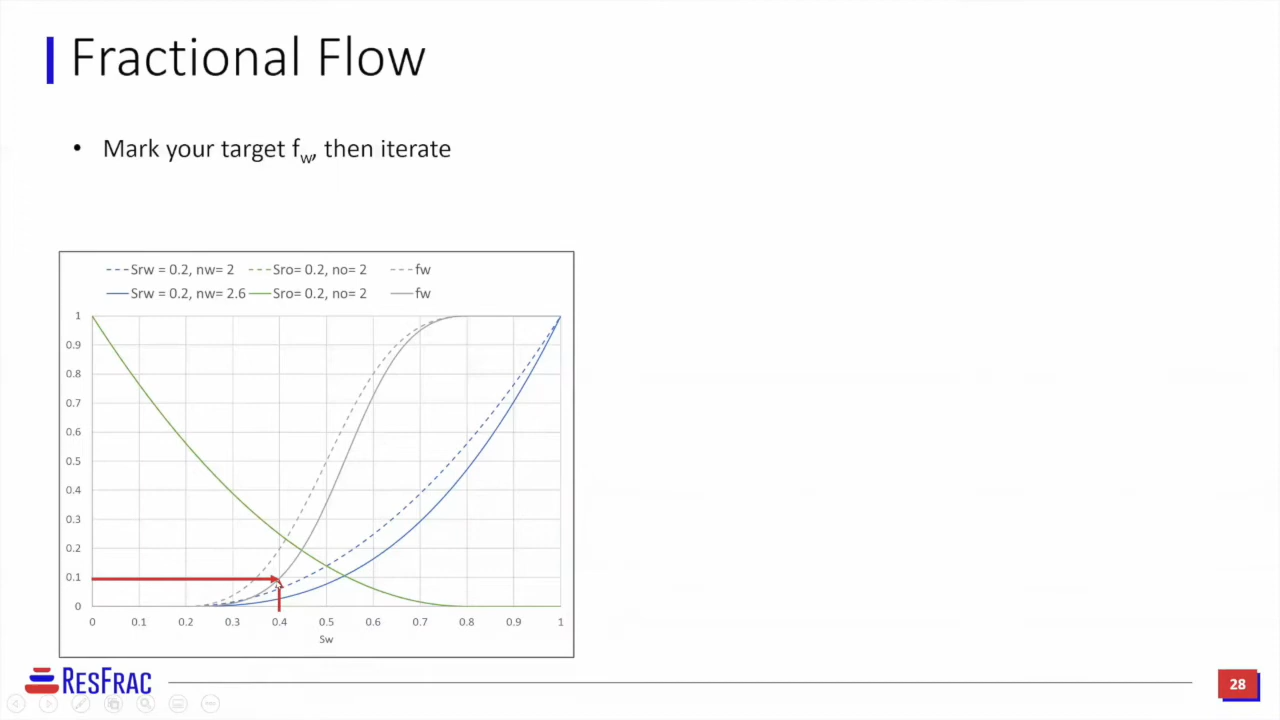 Fractional Flow
• Mark your target fw, then iterate
Srw = 0.2, nw= 2 Sro= 0.2, no= 2 fw
Srw = 0.2, nw= 2.6 Sro= 0.2, no= 2 fw
1
0.9
0.8
0.7
0.6
0.5
0.4
0.3
0.2
0.1
0
0 0.1 0.2 0.3 0.4 0.5 0.6 0.7 0.8 0.9 1
Sw
RESFRAC
28